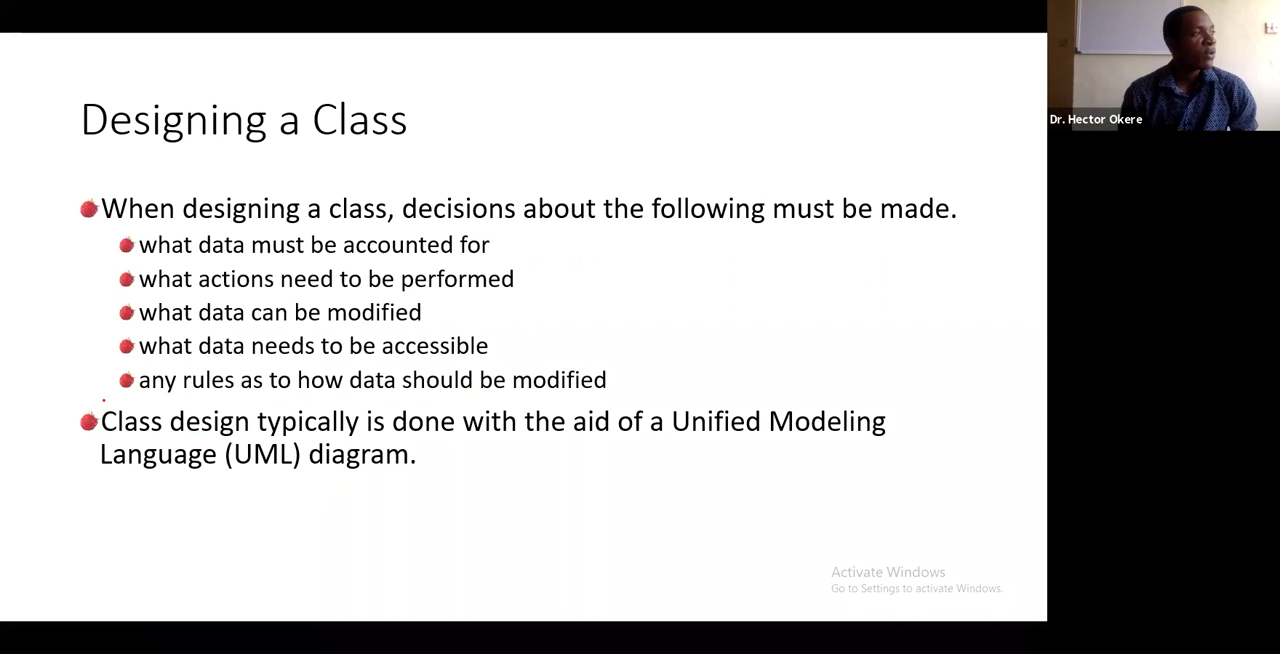 Designing a Class
When designing a class, decisions about the following must be made.
what data must be accounted for
what actions need to be performed
what data can be modified
what data needs to be accessible
any rules as to how data should be modified
Class design typically is done with the aid of a Unified Modeling
Language (UML) diagram.
Activate Windows
Go to Settings to activate Windows.
Dr. Hector Okere